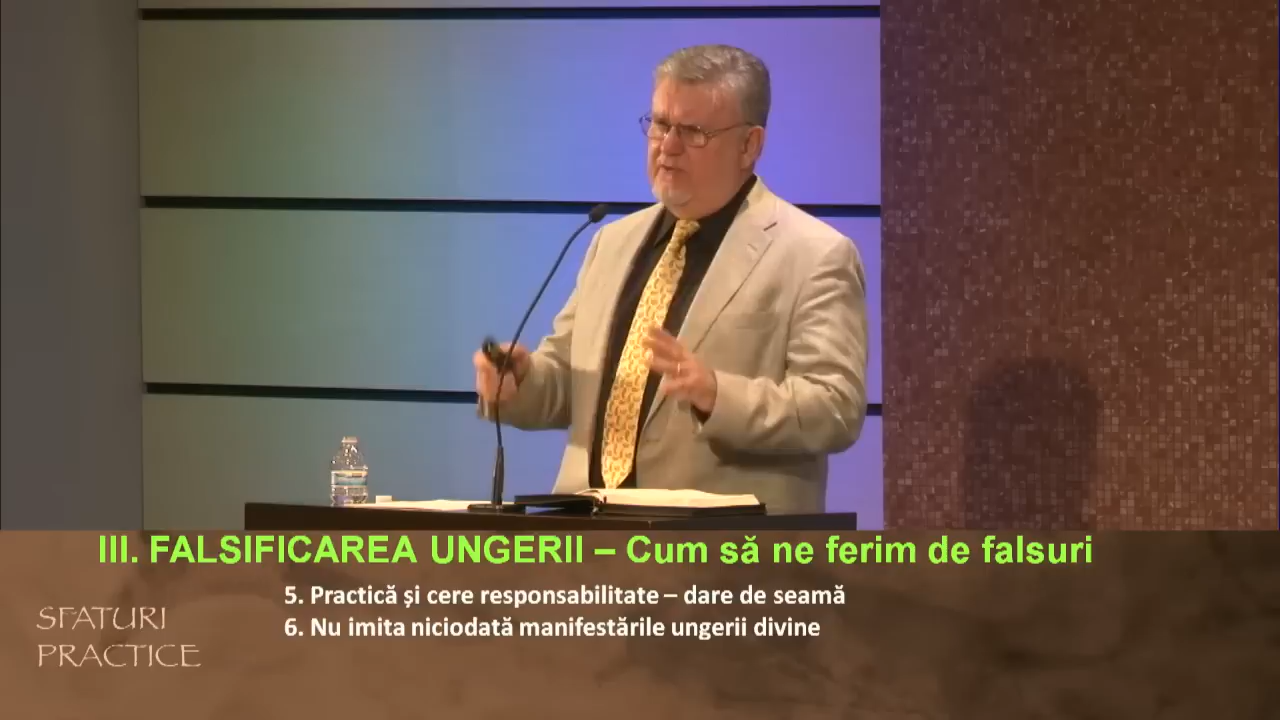 III. FALSIFICAREA UNGERII – Cum să ne ferim de falsuri
5. Practică și cere responsabilitate – dare de seamă
6. Nu imita niciodată manifestările ungerii divine
SFATURI
PRACTICE